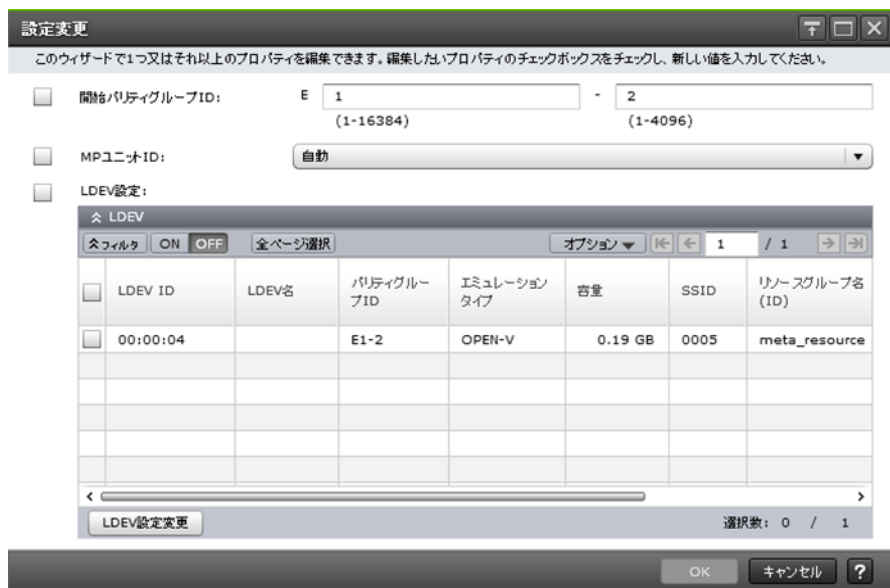 設定変更
このウィザードで1つ又はそれ以上のプロパティを編集できます。編集したいプロパティのチェックボックスをチェックし、新しい値を入力してください。
開始パリティグループID: E 1 - 2
(1-16384) (1-4096)
MPユニットID: 自動
LDEV設定:
LDEV
フィルタ ON OFF 全ページ選択 オプション 1 / 1
LDEV ID LDEV名 パリティグループID エミュレーションタイプ 容量 SSID リソースグループ名(ID)
00:00:04 E1-2 OPEN-V 0.19 GB 0005 meta_resource
LDEV設定変更 選択数: 0 / 1
OK キャンセル ?